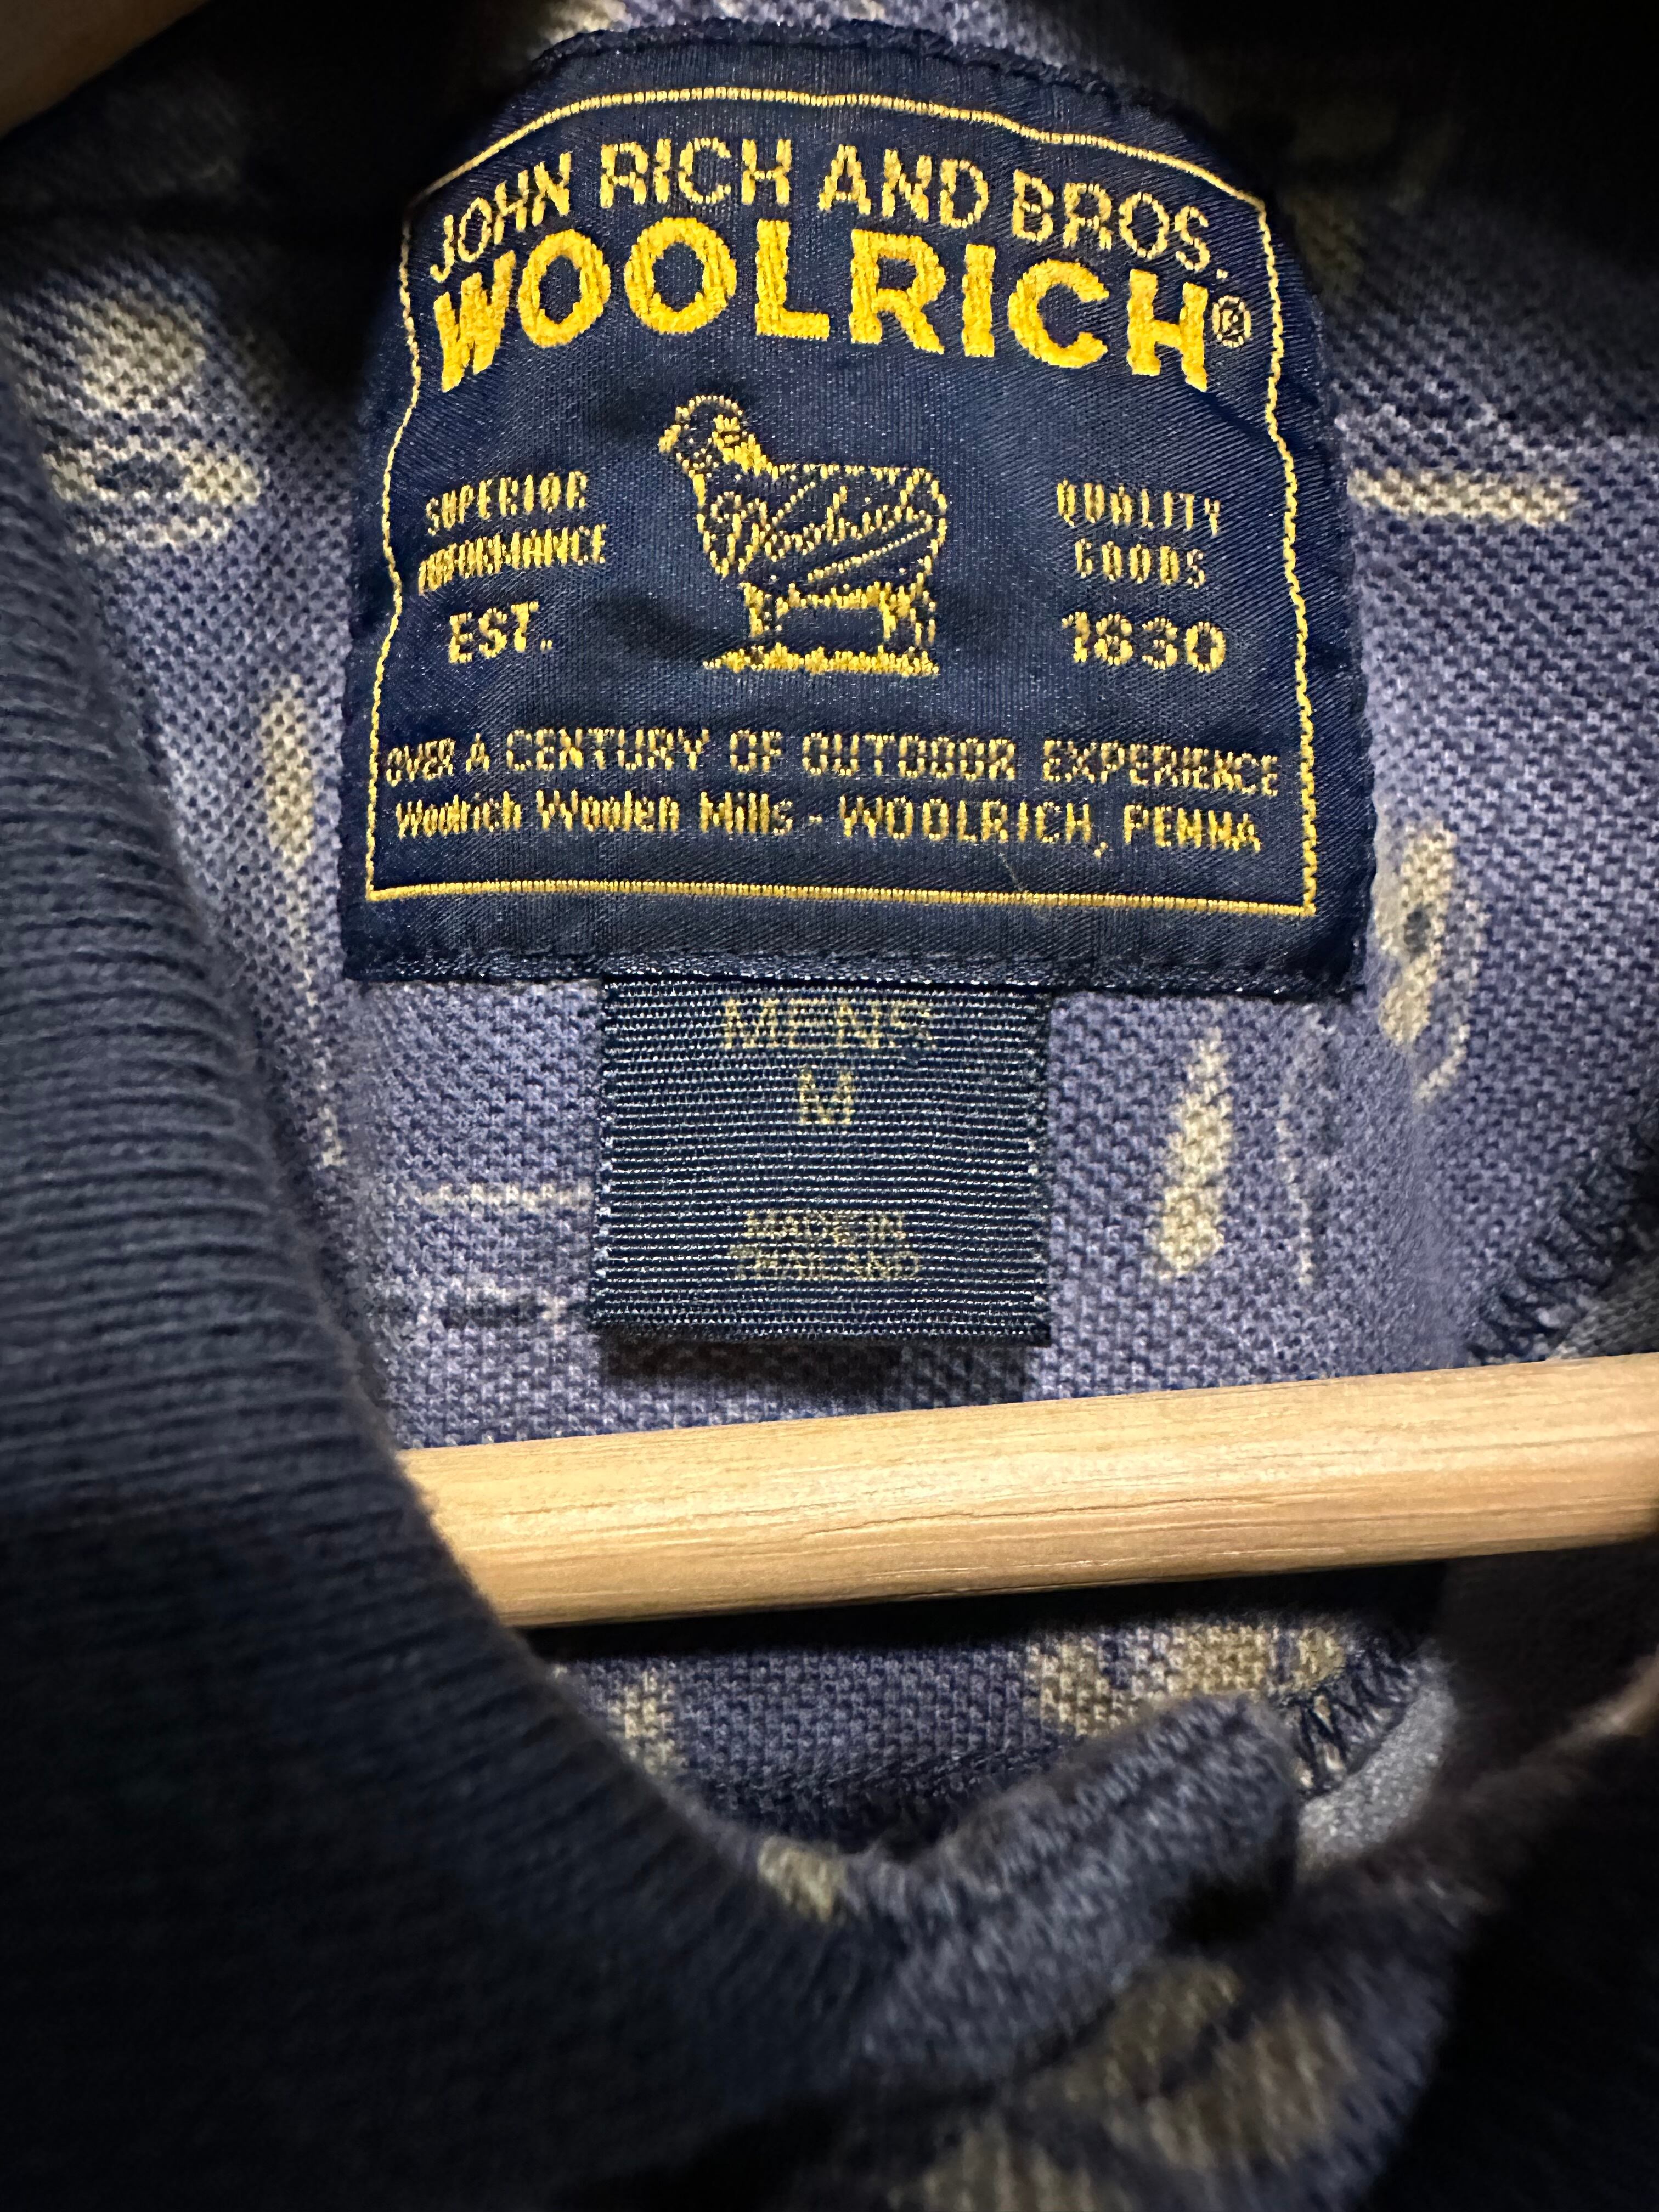 JOHN RICH AND BROS.
WOOLRICH®
Woolrich
SUPERIOR QUALITY
PERFORMANCE GOODS
EST. 1830
OVER A CENTURY OF OUTDOOR EXPERIENCE
Woolrich Woolen Mills - WOOLRICH, PENNA
MENS
M
MADE IN
THAILAND